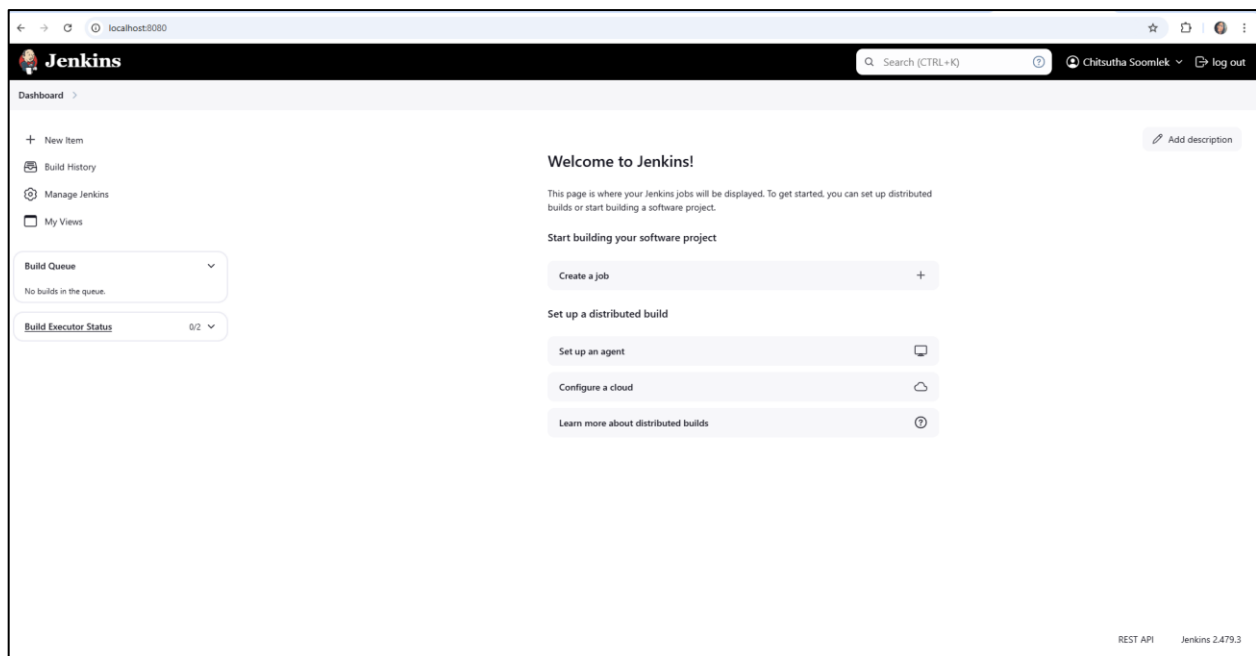 localhost:8080
Jenkins
Search (CTRL+K)
Chitsutha Soomlek
log out
Dashboard
New Item
Build History
Manage Jenkins
My Views
Build Queue
No builds in the queue.
Build Executor Status
0/2
Add description
Welcome to Jenkins!
This page is where your Jenkins jobs will be displayed. To get started, you can set up distributed
builds or start building a software project.
Start building your software project
Create a job
Set up a distributed build
Set up an agent
Configure a cloud
Learn more about distributed builds
REST API
Jenkins 2.479.3